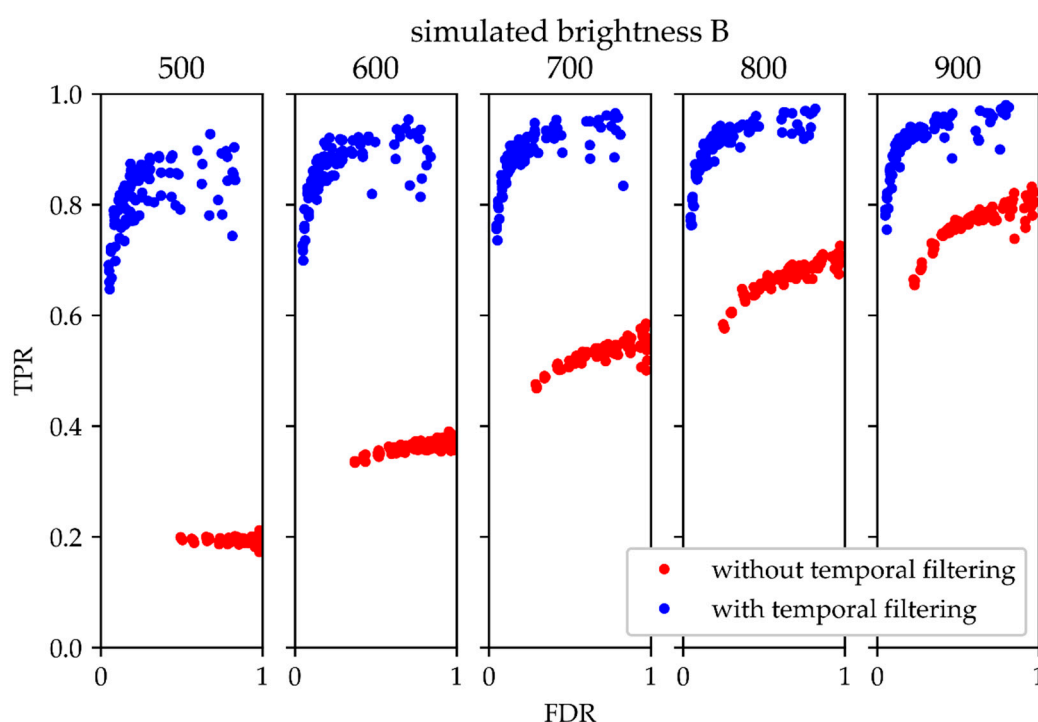 simulated brightness B
500 600 700 800 900
1.0
0.8
0.6
TPR
0.4
0.2
without temporal filtering
with temporal filtering
0.0
0 1 0 1 0 1 0 1 0 1
FDR